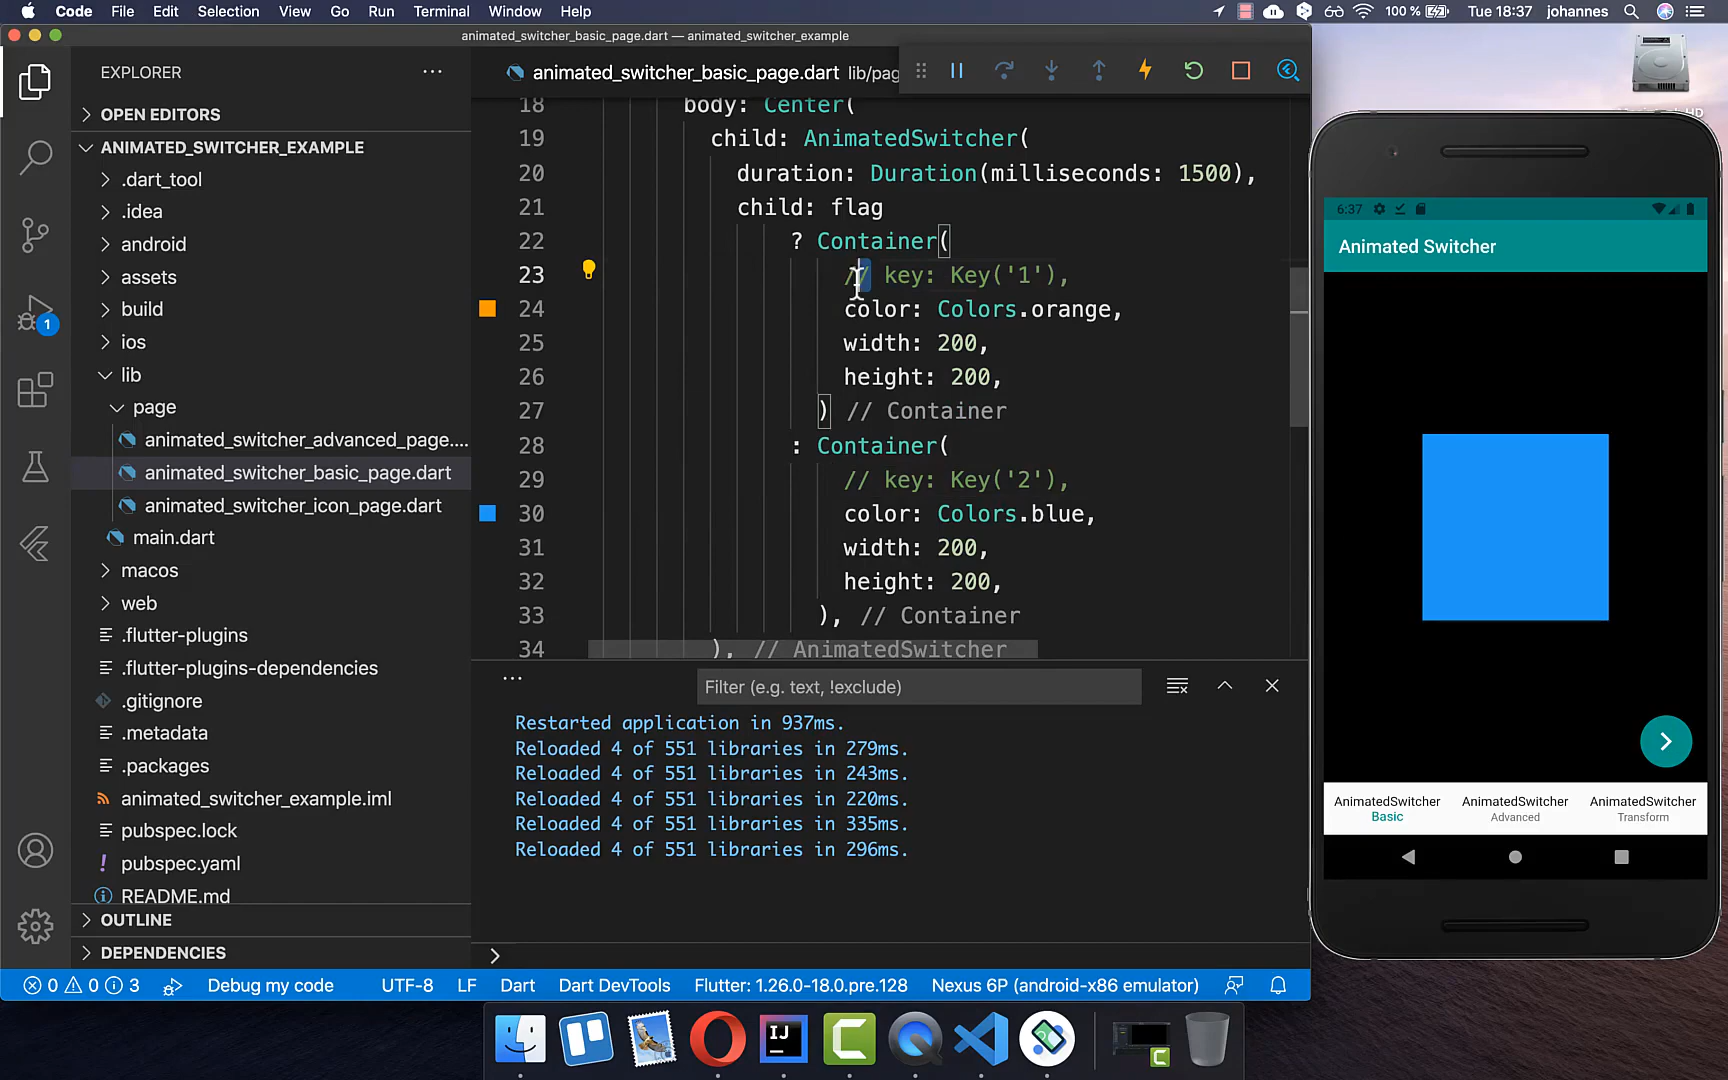 Code File Edit Selection View Go Run Terminal Window Help
100 % Tue 18:37 johannes
animated_switcher_basic_page.dart — animated_switcher_example
EXPLORER
OPEN EDITORS
ANIMATED_SWITCHER_EXAMPLE
.dart_tool
.idea
android
assets
build
ios
lib
page
animated_switcher_advanced_page....
animated_switcher_basic_page.dart
animated_switcher_icon_page.dart
main.dart
macos
web
.flutter-plugins
.flutter-plugins-dependencies
.gitignore
.metadata
.packages
animated_switcher_example.iml
pubspec.lock
! pubspec.yaml
README.md
OUTLINE
DEPENDENCIES
1
animated_switcher_basic_page.dart lib/pag
18 body: Center(
19 child: AnimatedSwitcher(
20 duration: Duration(milliseconds: 1500),
21 child: flag
22 ? Container(
23 // key: Key('1'),
24 color: Colors.orange,
25 width: 200,
26 height: 200,
27 ) // Container
28 : Container(
29 // key: Key('2'),
30 color: Colors.blue,
31 width: 200,
32 height: 200,
33 ), // Container
34 ), // AnimatedSwitcher
Filter (e.g. text, !exclude)
Restarted application in 937ms.
Reloaded 4 of 551 libraries in 279ms.
Reloaded 4 of 551 libraries in 243ms.
Reloaded 4 of 551 libraries in 220ms.
Reloaded 4 of 551 libraries in 335ms.
Reloaded 4 of 551 libraries in 296ms.
0 0 3 Debug my code UTF-8 LF Dart Dart DevTools Flutter: 1.26.0-18.0.pre.128 Nexus 6P (android-x86 emulator)
6:37
Animated Switcher
AnimatedSwitcher
Basic
AnimatedSwitcher
Advanced
AnimatedSwitcher
Transform
IJ